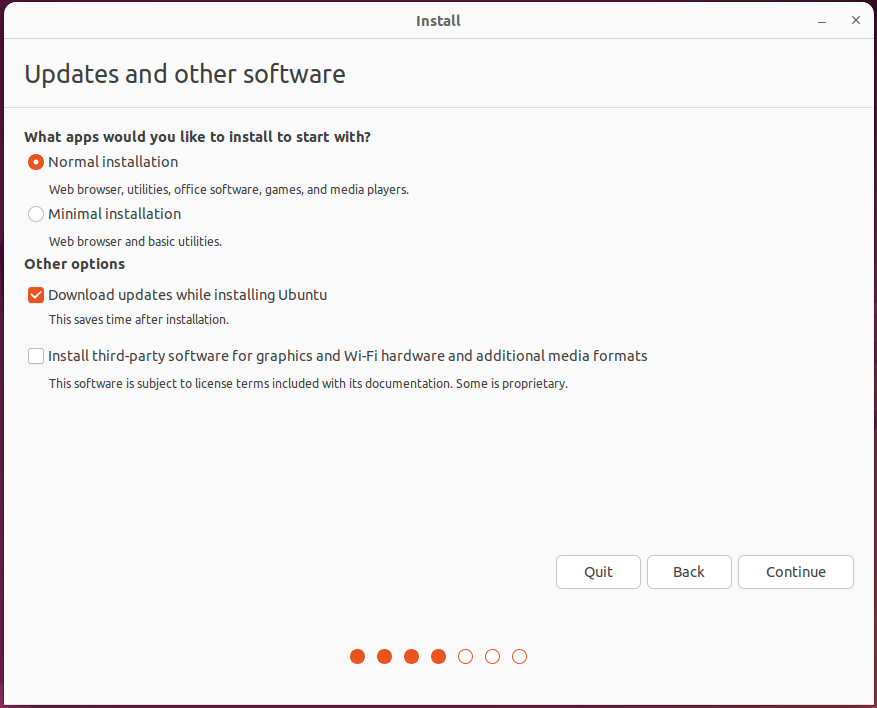 Install
Updates and other software
What apps would you like to install to start with?
Normal installation
Web browser, utilities, office software, games, and media players.
Minimal installation
Web browser and basic utilities.
Other options
Download updates while installing Ubuntu
This saves time after installation.
Install third-party software for graphics and Wi-Fi hardware and additional media formats
This software is subject to license terms included with its documentation. Some is proprietary.
Quit Back Continue